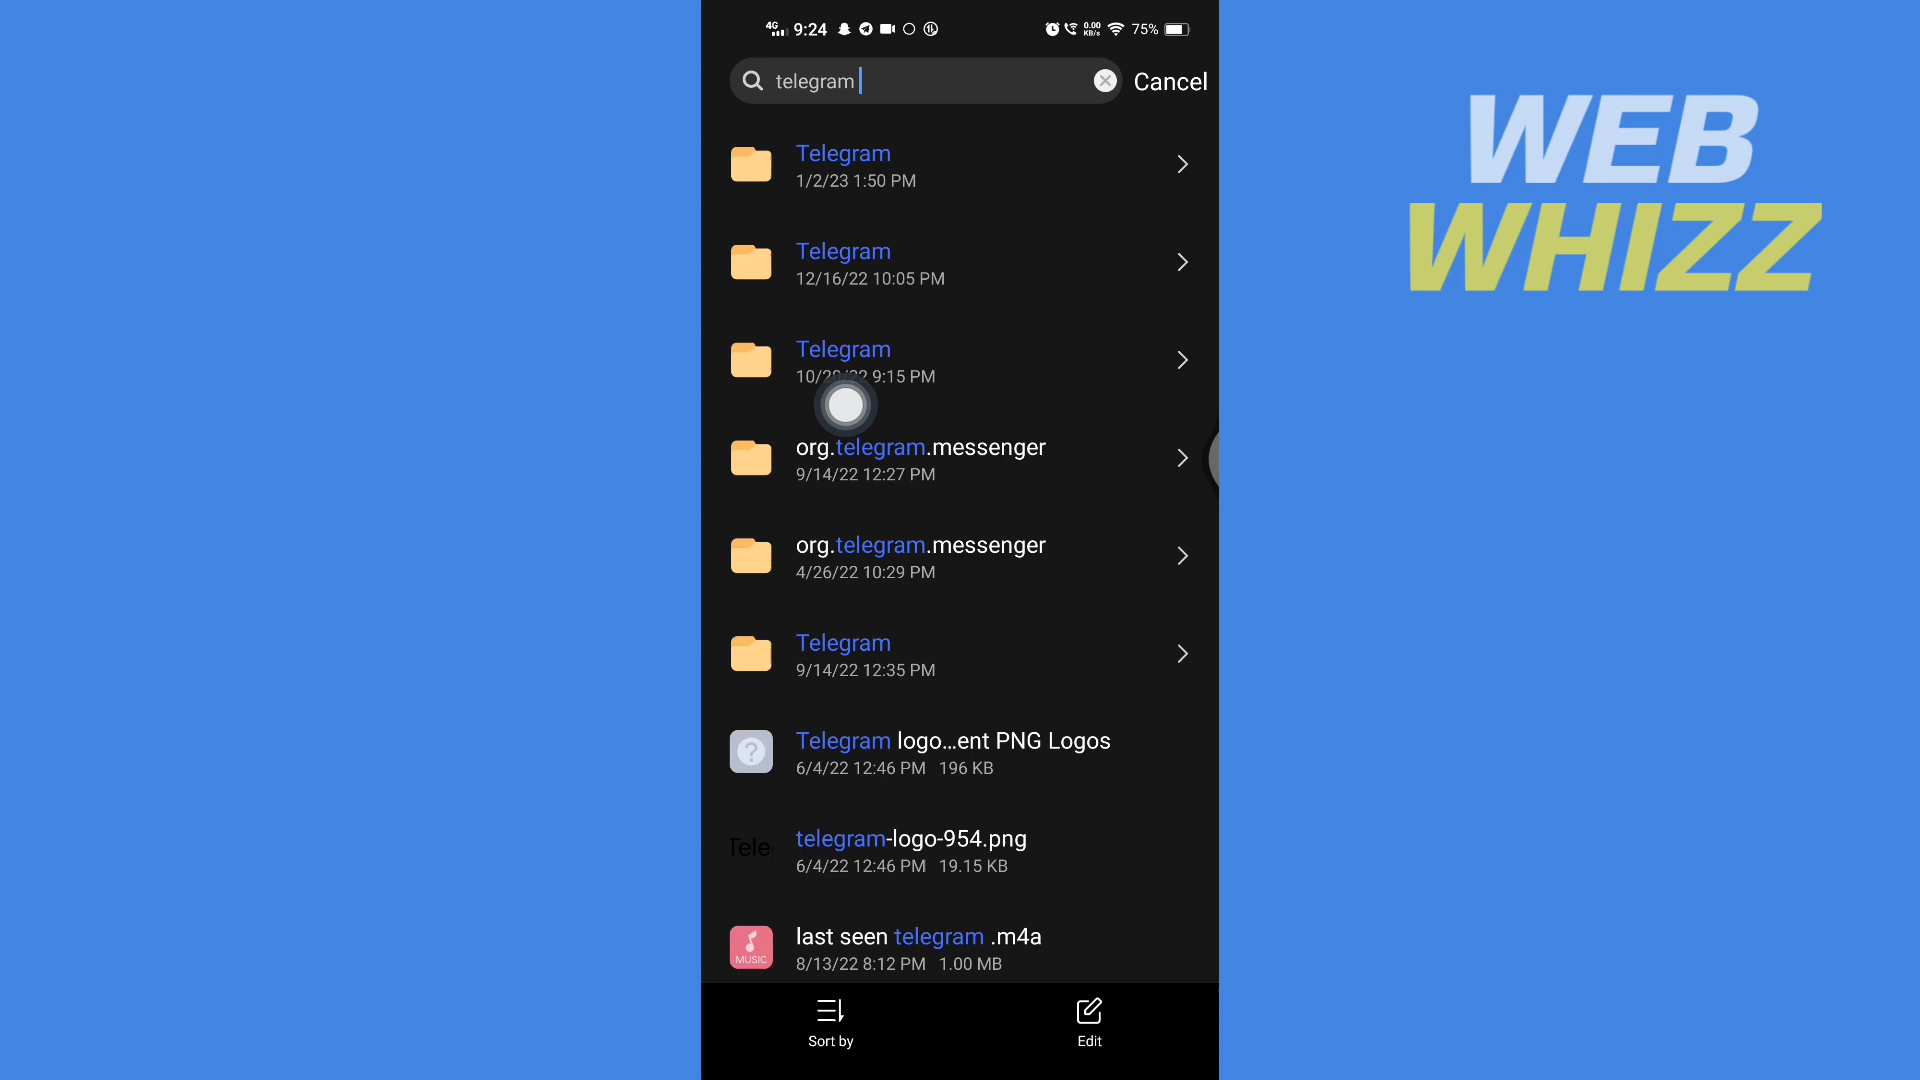 4G 9:24 0.00 KB/s 75%
telegram Cancel
WEB
WHIZZ
Telegram
1/2/23 1:50 PM
Telegram
12/16/22 10:05 PM
Telegram
9:15 PM
org.telegram.messenger
9/14/22 12:27 PM
org.telegram.messenger
4/26/22 10:29 PM
Telegram
9/14/22 12:35 PM
Telegram logo...ent PNG Logos
6/4/22 12:46 PM 196 KB
Tele
telegram-logo-954.png
6/4/22 12:46 PM 19.15 KB
MUSIC
last seen telegram .m4a
8/13/22 8:12 PM 1.00 MB
Sort by Edit